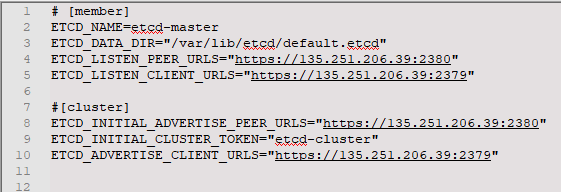 1 # [member]
2 ETCD_NAME=etcd-master
3 ETCD_DATA_DIR="/var/lib/etcd/default.etcd"
4 ETCD_LISTEN_PEER_URLS="https://135.251.206.39:2380"
5 ETCD_LISTEN_CLIENT_URLS="https://135.251.206.39:2379"
6
7 #[cluster]
8 ETCD_INITIAL_ADVERTISE_PEER_URLS="https://135.251.206.39:2380"
9 ETCD_INITIAL_CLUSTER_TOKEN="etcd-cluster"
10 ETCD_ADVERTISE_CLIENT_URLS="https://135.251.206.39:2379"
11
12